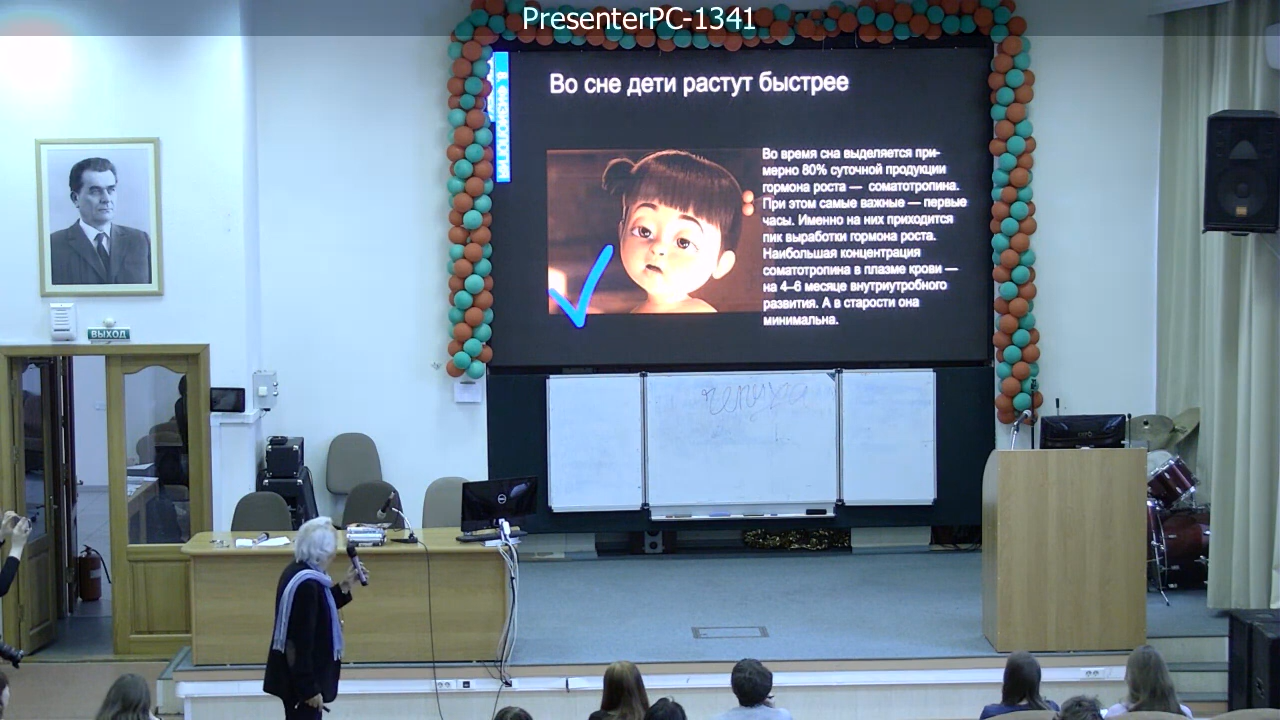 PresenterPC-1341
Во сне дети растут быстрее
Во время сна выделяется при-
мерно 80% суточной продукции
гормона роста — соматотропина.
При этом самые важные — первые
часы. Именно на них приходится
пик выработки гормона роста.
Наибольшая концентрация
соматотропина в плазме крови —
на 4–6 месяце внутриутробного
развития. А в старости она
минимальна.
чепуха
ВЫХОД
DELL